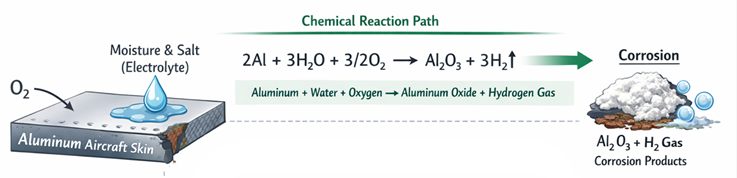 Chemical Reaction Path
Moisture & Salt
(Electrolyte)
O₂
Aluminum Aircraft Skin
2Al + 3H₂O + 3/2O₂ → Al₂O₃ + 3H₂↑
Aluminum + Water + Oxygen → Aluminum Oxide + Hydrogen Gas
Corrosion
Al₂O₃ + H₂ Gas
Corrosion Products